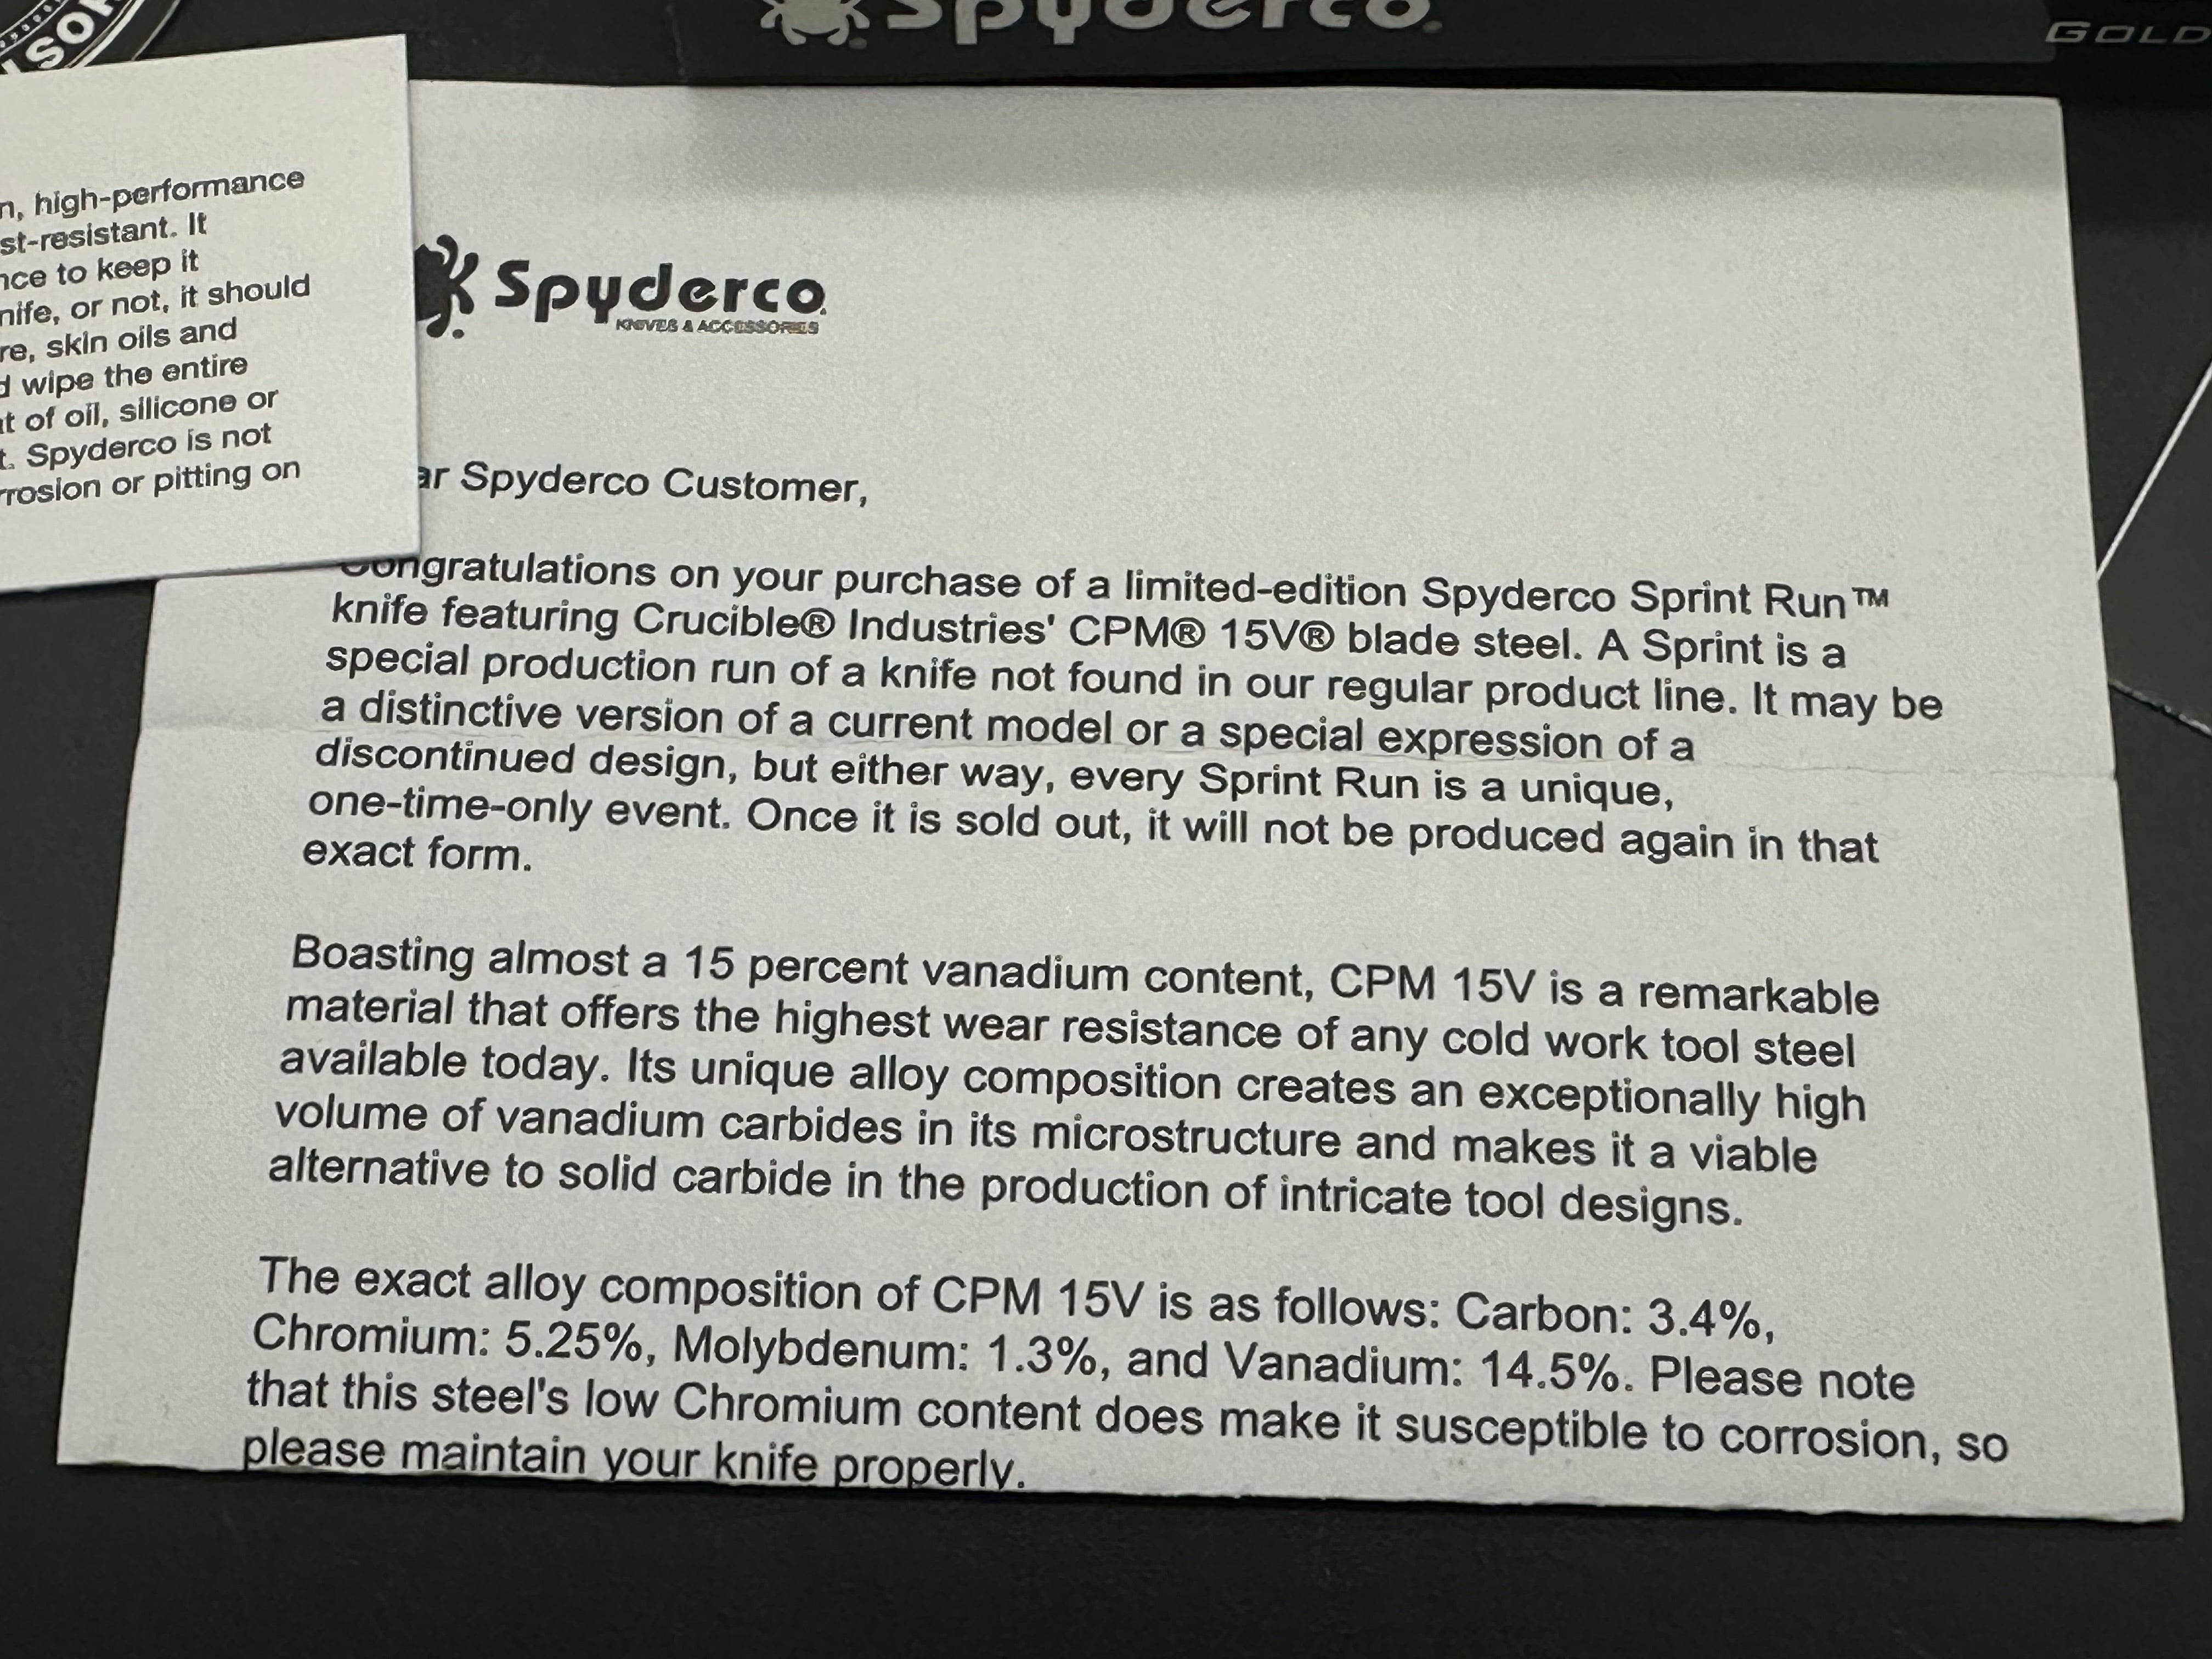 Spyderco
GOLD
n, high-performance
st-resistant. It
nce to keep it
nife, or not, it should
re, skin oils and
d wipe the entire
t of oil, silicone or
t. Spyderco is not
rrosion or pitting on
Spyderco
KNIVES & ACCESSORIES
ar Spyderco Customer,
Congratulations on your purchase of a limited-edition Spyderco Sprint Run™
knife featuring Crucible® Industries' CPM® 15V® blade steel. A Sprint is a
special production run of a knife not found in our regular product line. It may be
a distinctive version of a current model or a special expression of a
discontinued design, but either way, every Sprint Run is a unique,
one-time-only event. Once it is sold out, it will not be produced again in that
exact form.
Boasting almost a 15 percent vanadium content, CPM 15V is a remarkable
material that offers the highest wear resistance of any cold work tool steel
available today. Its unique alloy composition creates an exceptionally high
volume of vanadium carbides in its microstructure and makes it a viable
alternative to solid carbide in the production of intricate tool designs.
The exact alloy composition of CPM 15V is as follows: Carbon: 3.4%,
Chromium: 5.25%, Molybdenum: 1.3%, and Vanadium: 14.5%. Please note
that this steel's low Chromium content does make it susceptible to corrosion, so
please maintain your knife properly.